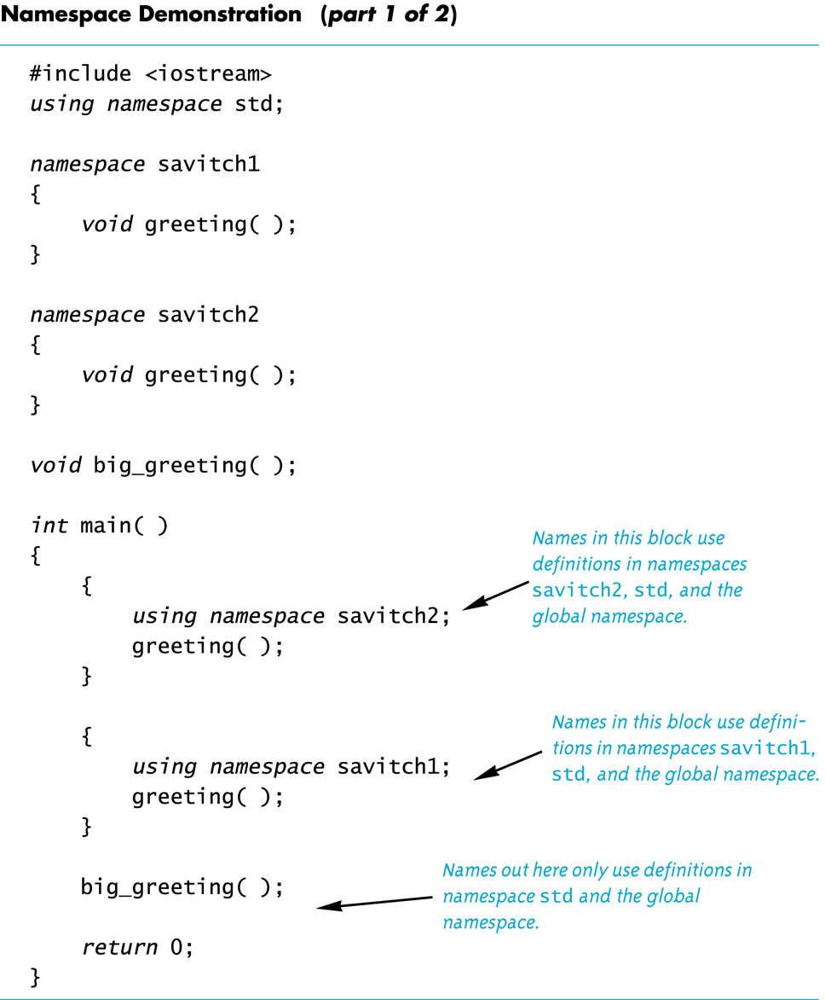 Namespace Demonstration (part 1 of 2)
#include <iostream>
using namespace std;
namespace savitch1
{
void greeting( );
}
namespace savitch2
{
void greeting( );
}
void big_greeting( );
int main( )
{
{
using namespace savitch2;
greeting( );
}
Names in this block use
definitions in namespaces
savitch2, std, and the
global namespace.
{
using namespace savitch1;
greeting( );
}
Names in this block use defini-
tions in namespaces savitch1,
std, and the global namespace.
big_greeting( );
Names out here only use definitions in
namespace std and the global
namespace.
return 0;
}